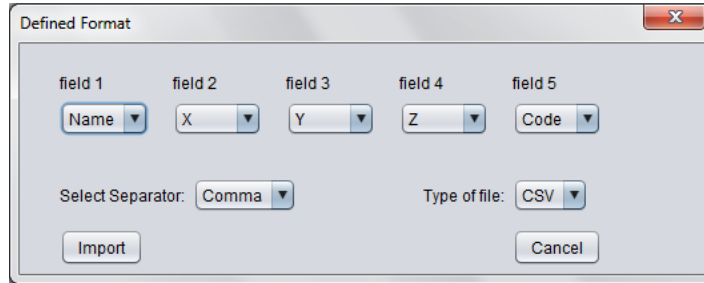 Defined Format
field 1 field 2 field 3 field 4 field 5
Name X Y Z Code
Select Separator: Comma Type of file: CSV
Import Cancel